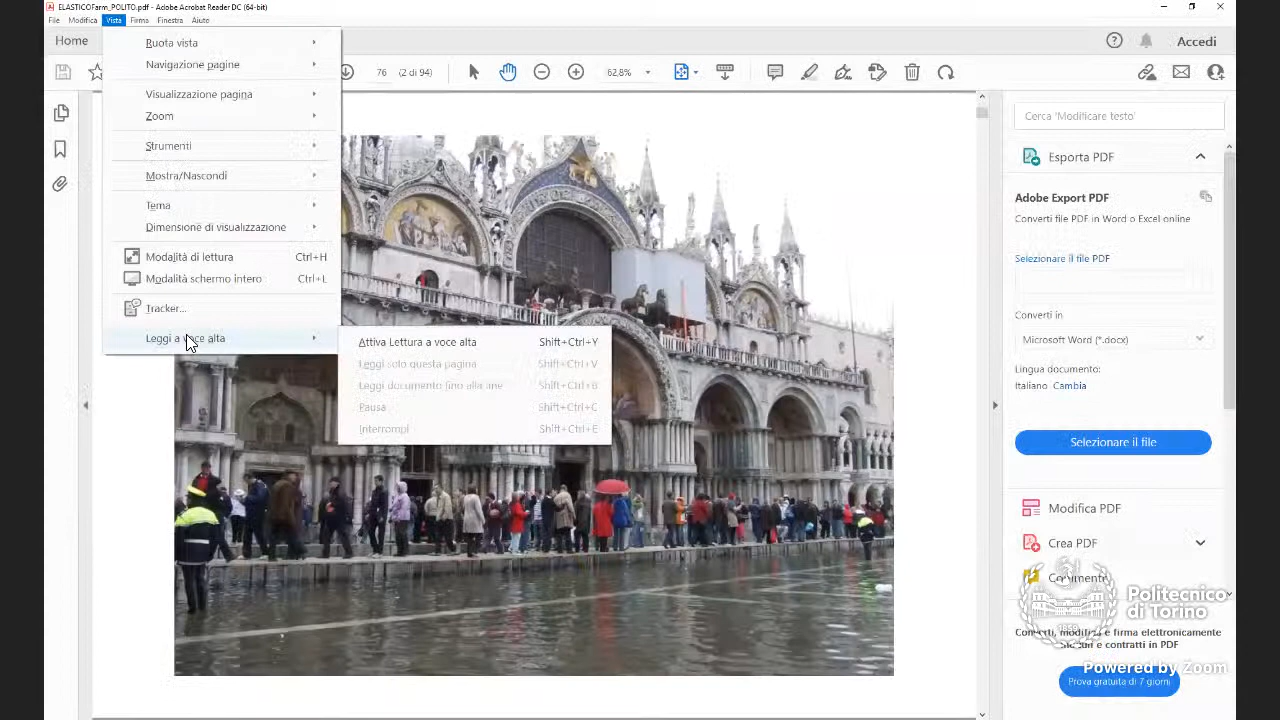 ELASTICOFarm_POLITO.pdf - Adobe Acrobat Reader DC (64-bit)
File Modifica Vista Firma Finestra Aiuto
Home
Accedi
76 (2 di 94)
62,8%
Ruota vista
Navigazione pagine
Visualizzazione pagina
Zoom
Strumenti
Mostra/Nascondi
Tema
Dimensione di visualizzazione
Modalità di lettura Ctrl+H
Modalità schermo intero Ctrl+L
Tracker...
Leggi a voce alta
Attiva Lettura a voce alta Shift+Ctrl+Y
Leggi solo questa pagina Shift+Ctrl+V
Leggi documento fino alla fine Shift+Ctrl+B
Pausa Shift+Ctrl+C
Interrompi Shift+Ctrl+E
Cerca 'Modificare testo'
Esporta PDF
Adobe Export PDF
Converti file PDF in Word o Excel online
Selezionare il file PDF
Converti in
Microsoft Word (*.docx)
Lingua documento:
Italiano Cambia
Selezionare il file
Modifica PDF
Crea PDF
Commento
Politecnico
di Torino
1859
Converti, modifica e firma elettronicamente
e contratti in PDF
Powered by Zoom
Prova gratuita di 7 giorni